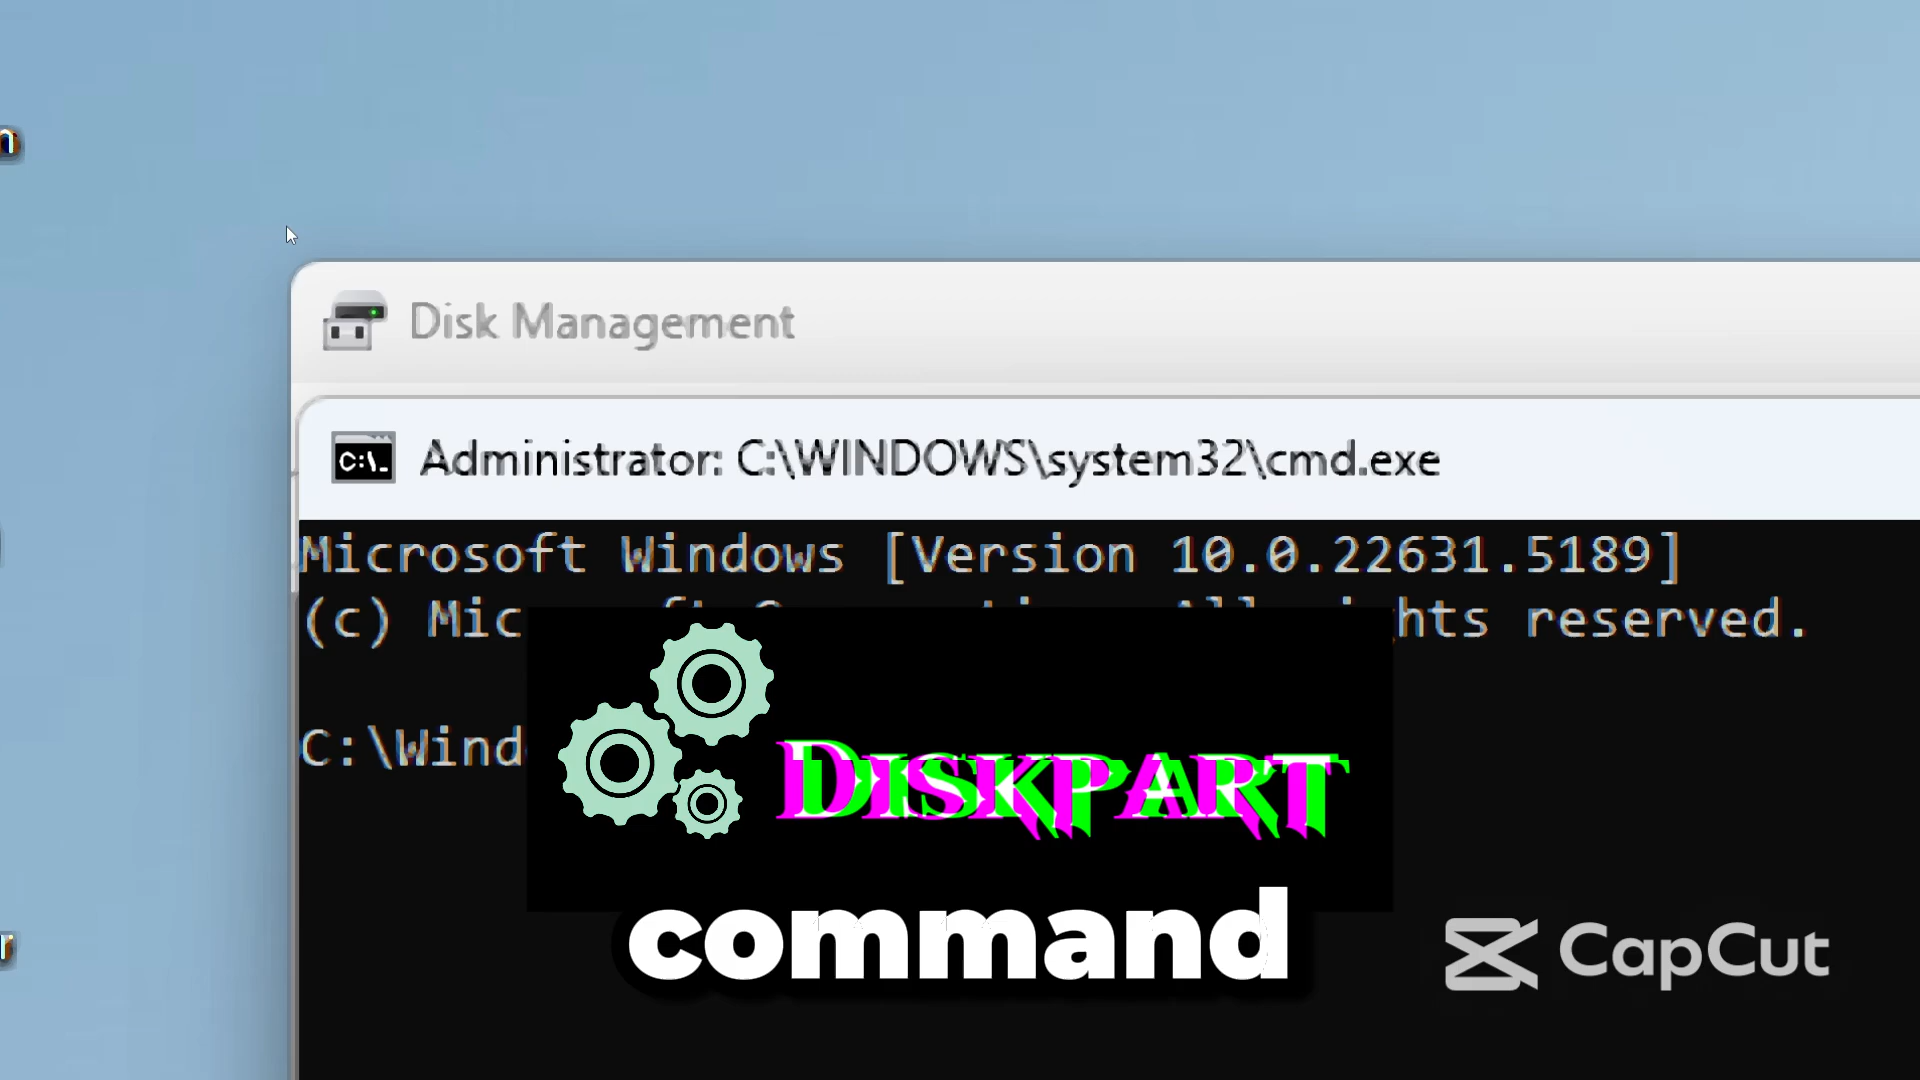 Disk Management
C:\. Administrator: C:\WINDOWS\system32\cmd.exe
Microsoft Windows [Version 10.0.22631.5189]
(c) Mic hts reserved.
C:\Wind
DISKPART
command
CapCut